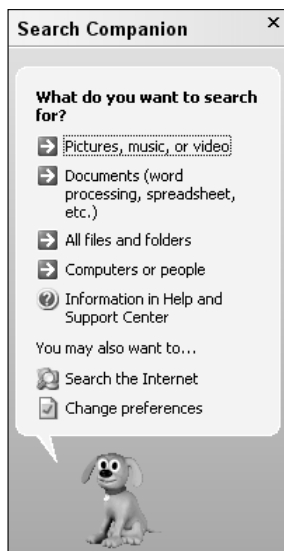 Search Companion
What do you want to search
for?
Pictures, music, or video
Documents (word
processing, spreadsheet,
etc.)
All files and folders
Computers or people
Information in Help and
Support Center
You may also want to...
Search the Internet
Change preferences